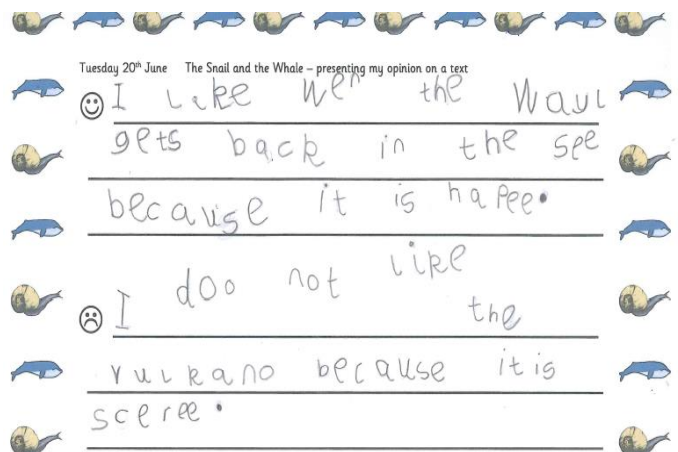 Tuesday 20th June The Snail and the Whale – presenting my opinion on a text
I Like wen the Waul
gets back in the see
because it is hapee.
I doo not like the
vulkano because it is
sceree.